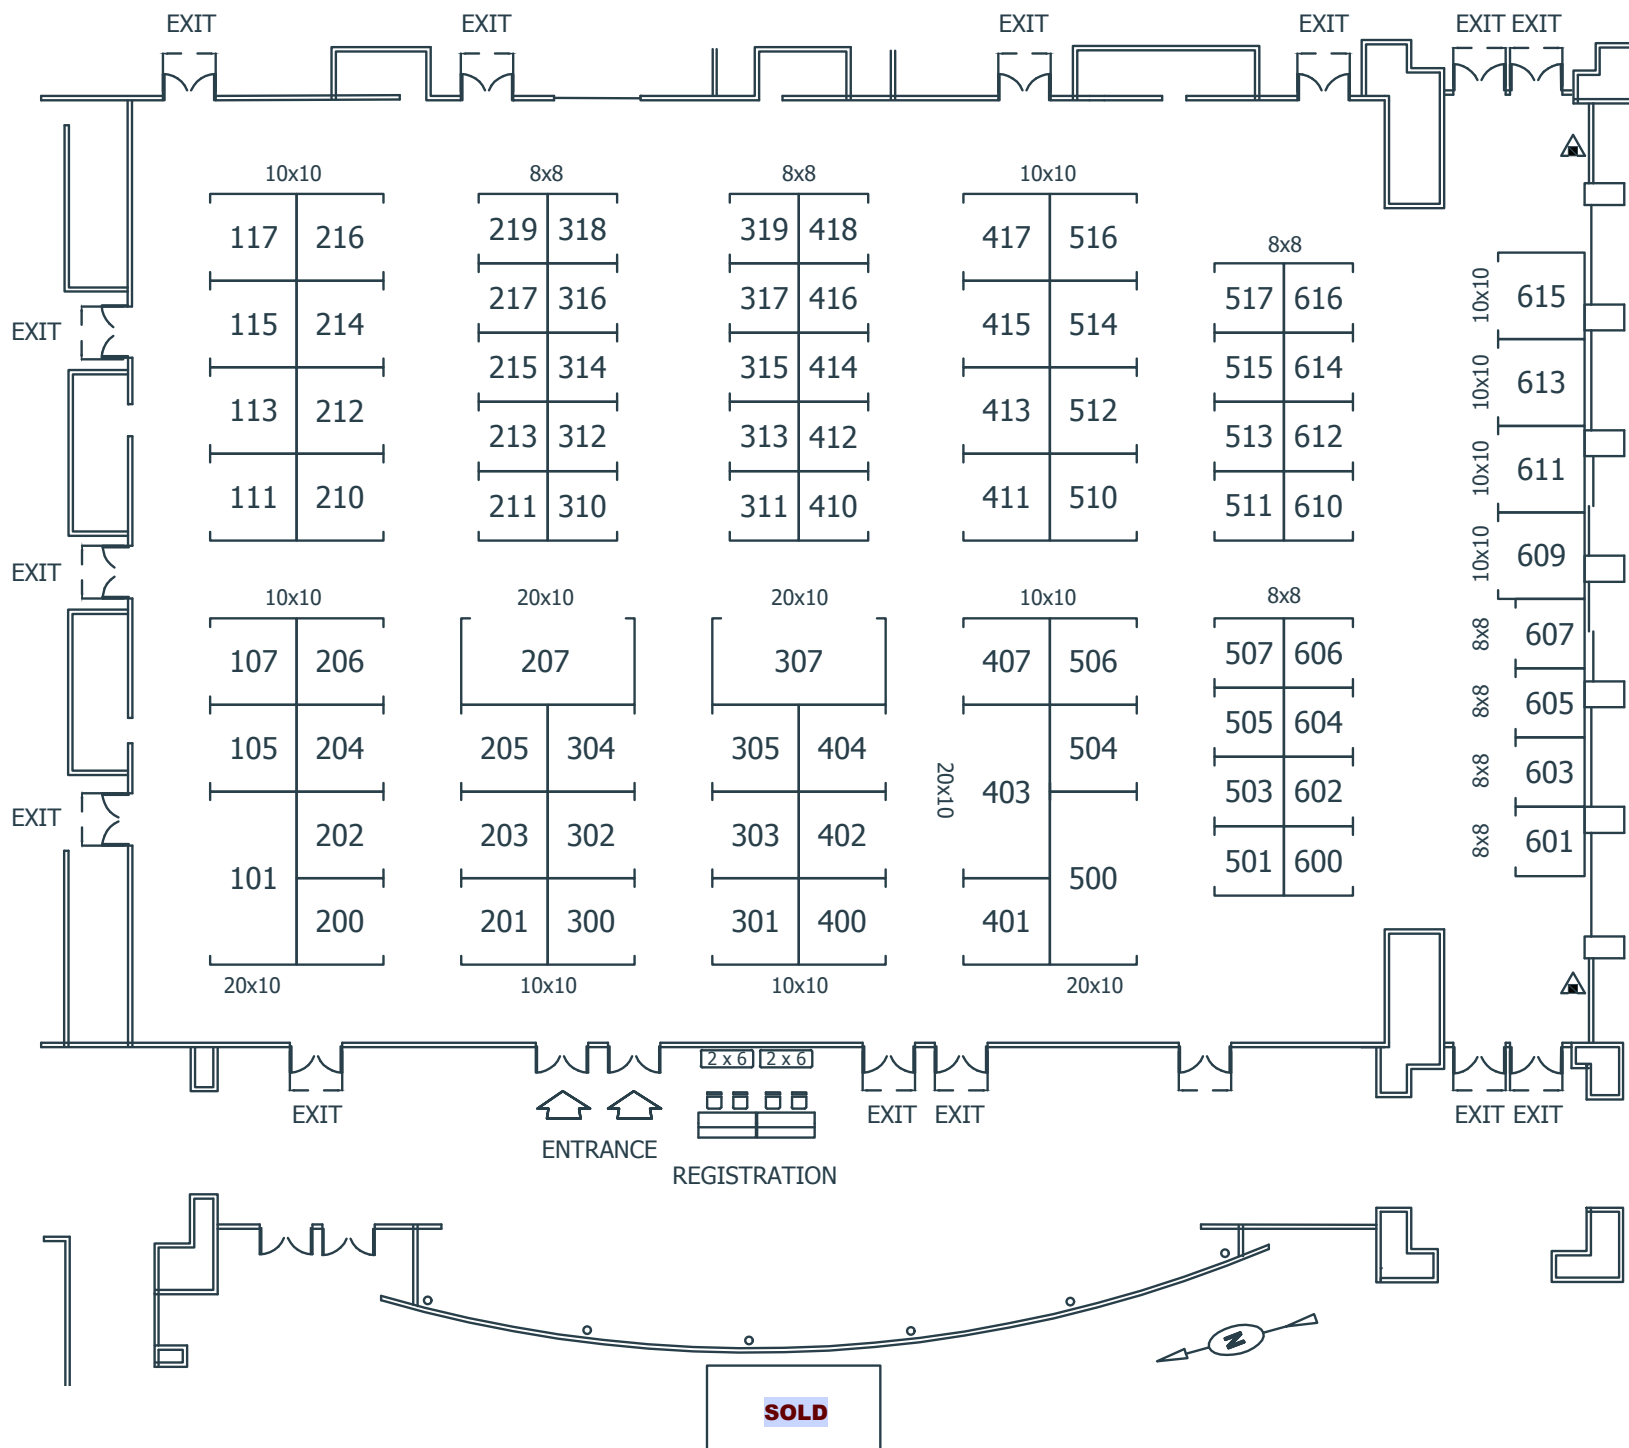 EXIT EXIT EXIT EXIT EXIT EXIT
10x10 8x8 8x8 10x10
117 216 219 318 319 418 417 516
8x8
217 316 317 416 517 616 615 10x10
EXIT 115 214 415 514
215 314 315 414 515 614 613 10x10
113 212 213 312 313 412 413 512 513 612
611 10x10
111 210 211 310 311 410 411 510 511 610
609 10x10
EXIT
10x10 20x10 20x10 10x10 8x8
107 206 207 307 407 506 507 606 607 8x8
105 204 205 304 305 404 504 505 604 605 8x8
20x10 403 503 602 603 8x8
EXIT 202 203 302 303 402
101 500 501 600 601 8x8
200 201 300 301 400 401
20x10 10x10 10x10 20x10
2 x 6 2 x 6
EXIT EXIT EXIT EXIT EXIT
ENTRANCE
REGISTRATION
N
SOLD